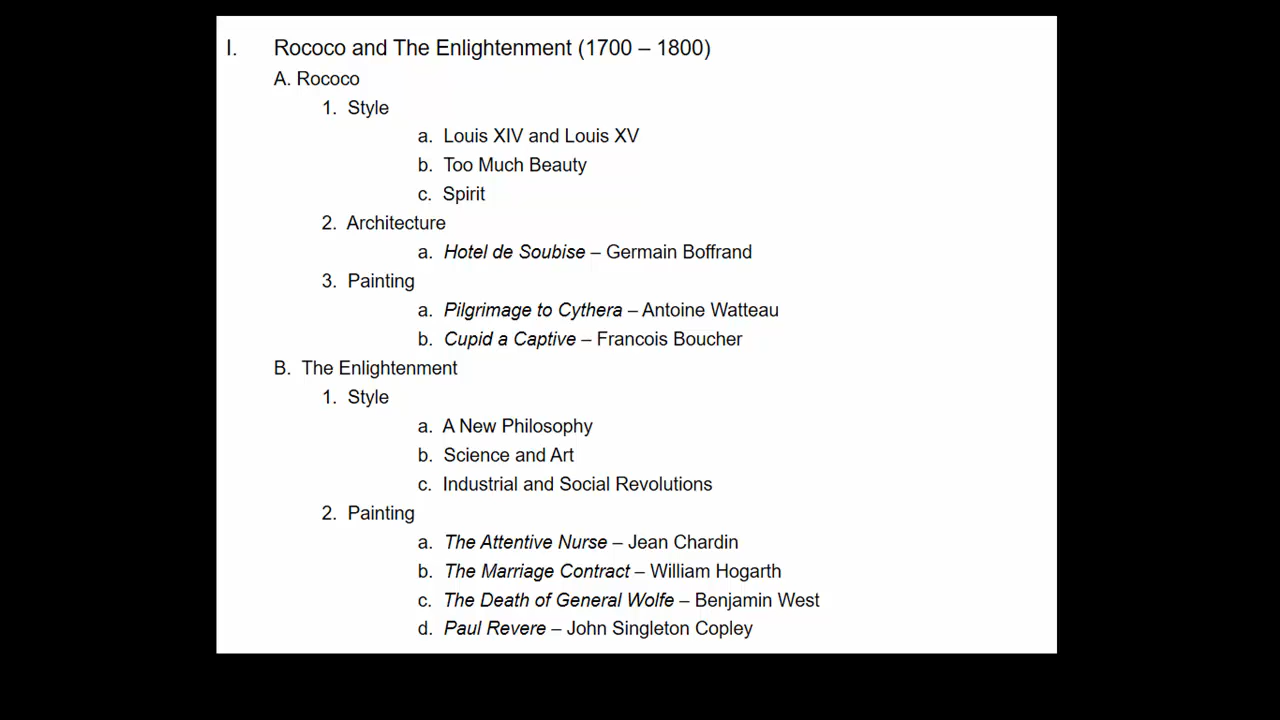 I. Rococo and The Enlightenment (1700 – 1800)
A. Rococo
1. Style
a. Louis XIV and Louis XV
b. Too Much Beauty
c. Spirit
2. Architecture
a. Hotel de Soubise – Germain Boffrand
3. Painting
a. Pilgrimage to Cythera – Antoine Watteau
b. Cupid a Captive – Francois Boucher
B. The Enlightenment
1. Style
a. A New Philosophy
b. Science and Art
c. Industrial and Social Revolutions
2. Painting
a. The Attentive Nurse – Jean Chardin
b. The Marriage Contract – William Hogarth
c. The Death of General Wolfe – Benjamin West
d. Paul Revere – John Singleton Copley